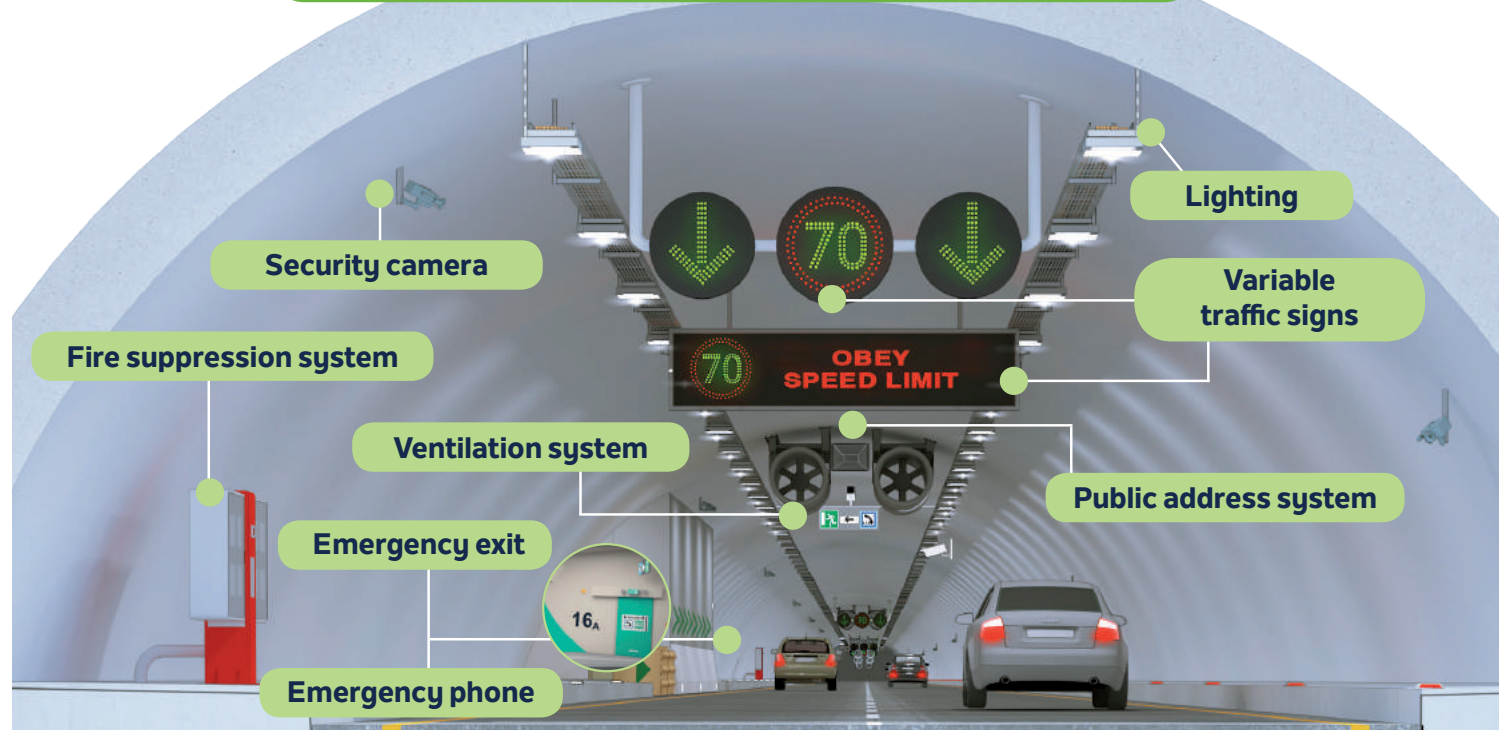 Lighting
70
Security camera
Variable
traffic signs
Fire suppression system
70
OBEY
SPEED LIMIT
Ventilation system
Public address system
Emergency exit
16A
Emergency phone